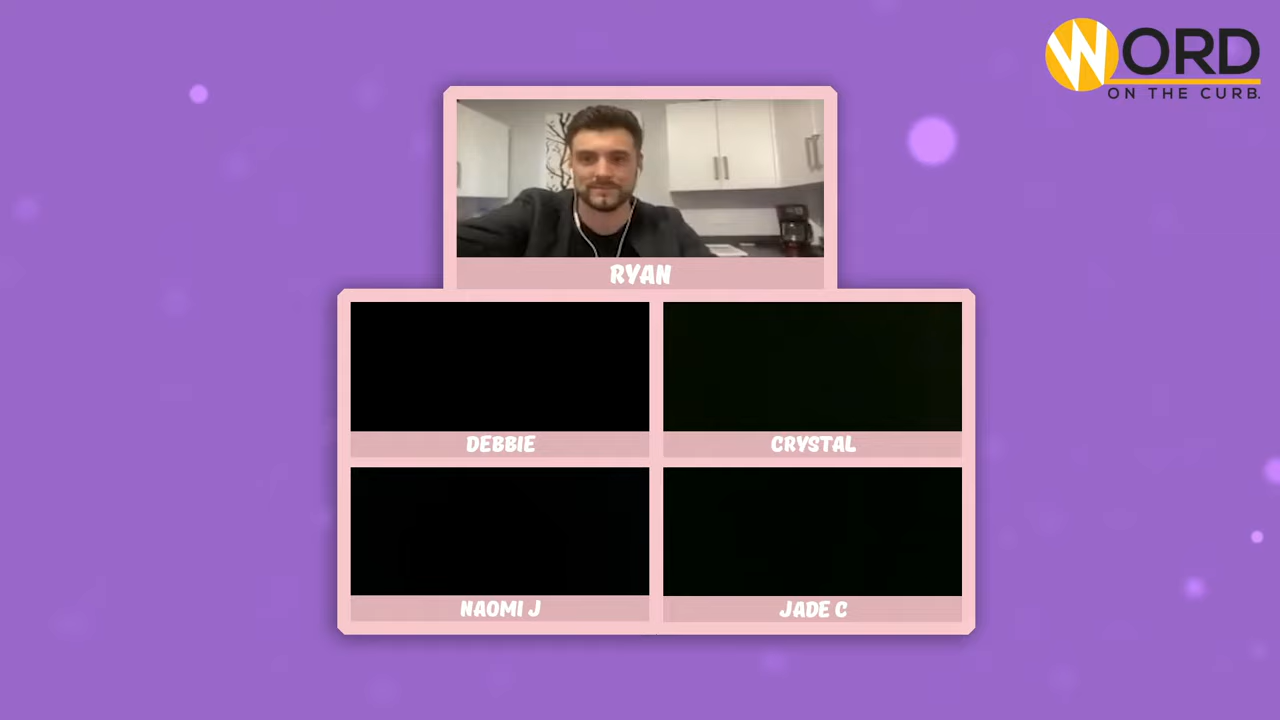 WORD
ON THE CURB.
RYAN
DEBBIE
CRYSTAL
NAOMI J
JADE C